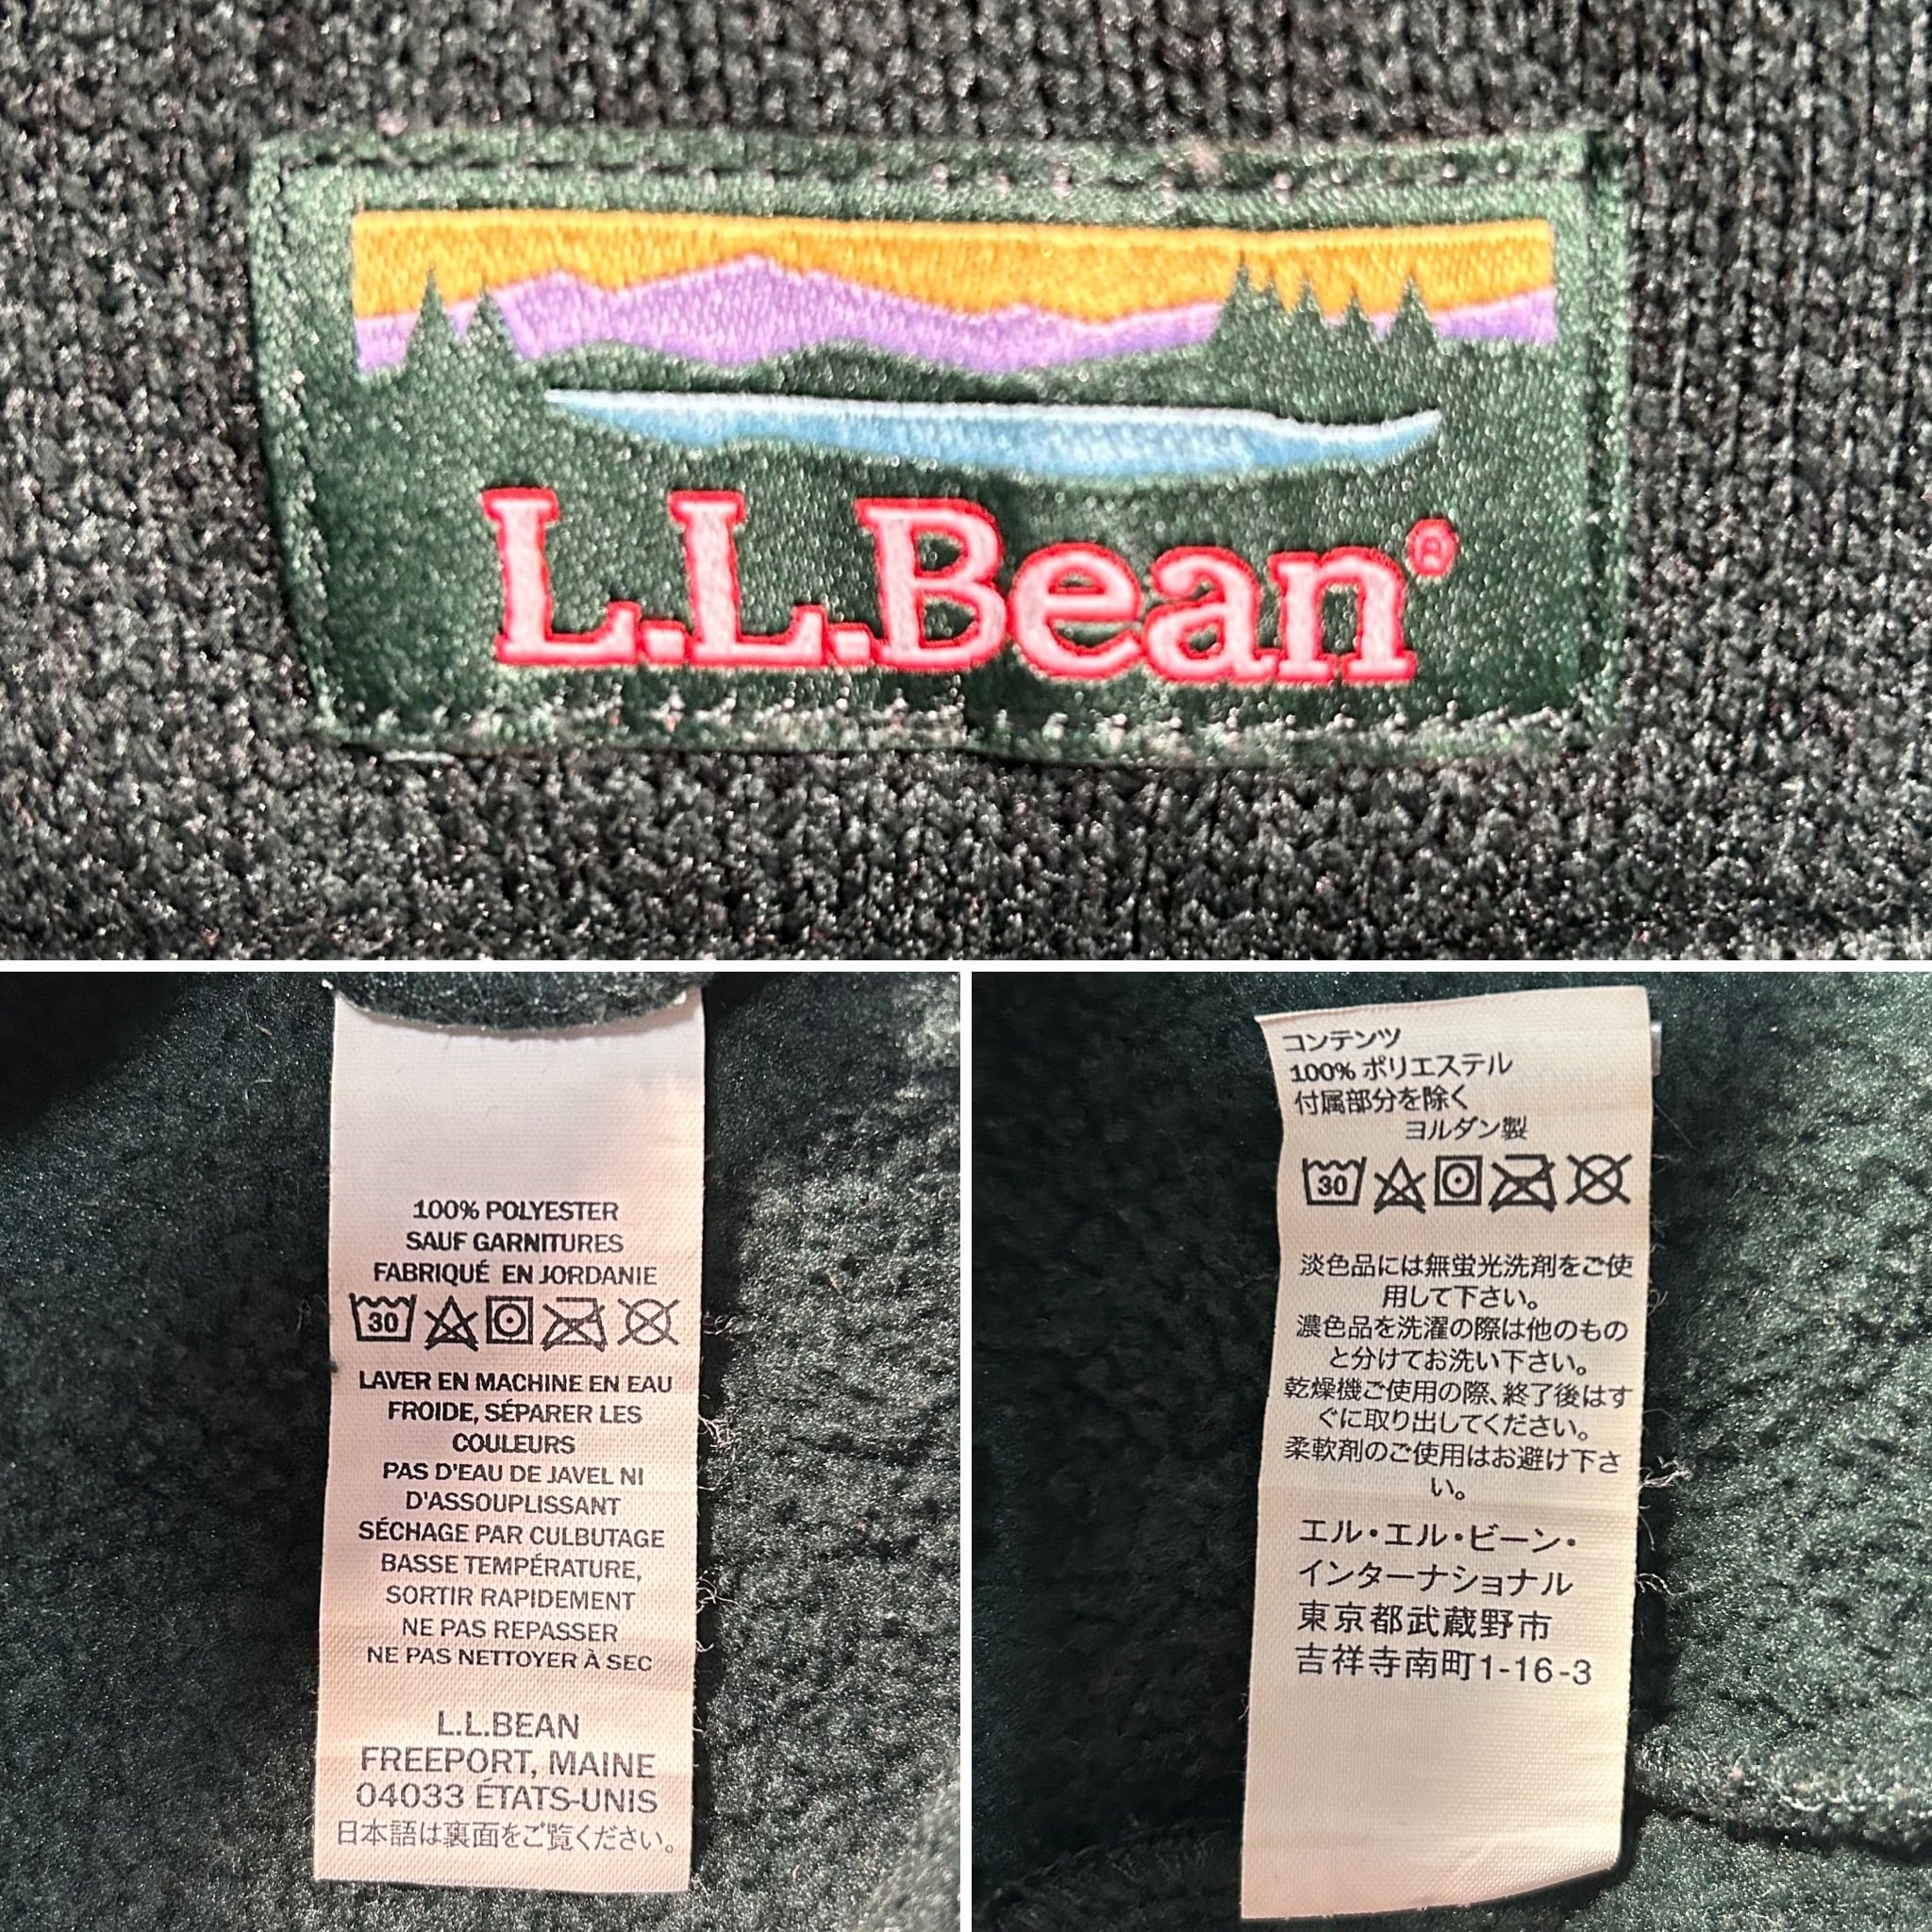 L.L.Bean®
100% POLYESTER
SAUF GARNITURES
FABRIQUÉ EN JORDANIE
30
LAVER EN MACHINE EN EAU
FROIDE, SÉPARER LES
COULEURS
PAS D'EAU DE JAVEL NI
D'ASSOUPLISSANT
SÉCHAGE PAR CULBUTAGE
BASSE TEMPÉRATURE,
SORTIR RAPIDEMENT
NE PAS REPASSER
NE PAS NETTOYER À SEC
L.L.BEAN
FREEPORT, MAINE
04033 ÉTATS-UNIS
日本語は裏面をご覧ください。
コンテンツ
100% ポリエステル
付属部分を除く
ヨルダン製
30
淡色品には無蛍光洗剤をご使
用して下さい。
濃色品を洗濯の際は他のもの
と分けてお洗い下さい。
乾燥機ご使用の際、終了後はす
ぐに取り出してください。
柔軟剤のご使用はお避け下さ
い。
エル・エル・ビーン・
インターナショナル
東京都武蔵野市
吉祥寺南町1-16-3